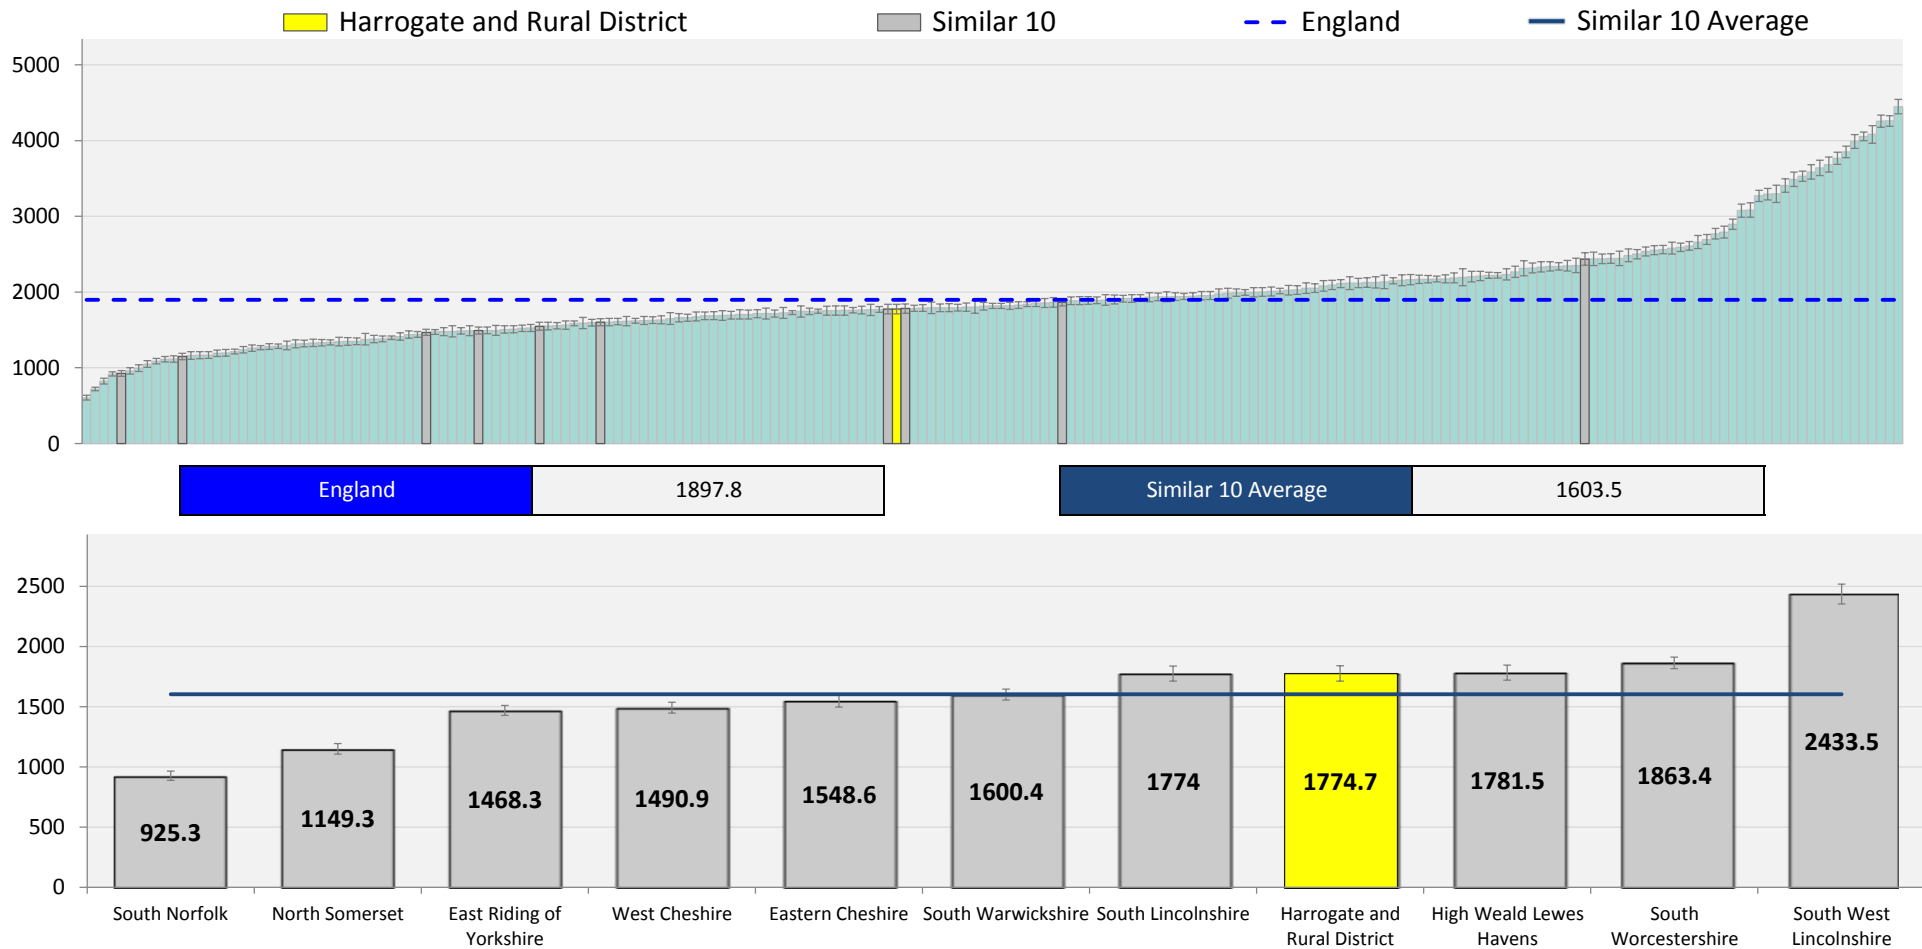 Harrogate and Rural District Similar 10 England Similar 10 Average
5000
4000
3000
2000
1000
0
England 1897.8 Similar 10 Average 1603.5
2500
2000
1500
1000
500
0
925.3 1149.3 1468.3 1490.9 1548.6 1600.4 1774 1774.7 1781.5 1863.4 2433.5
South Norfolk North Somerset East Riding of West Cheshire Eastern Cheshire South Warwickshire South Lincolnshire Harrogate and High Weald Lewes South South West
Yorkshire Rural District Havens Worcestershire Lincolnshire